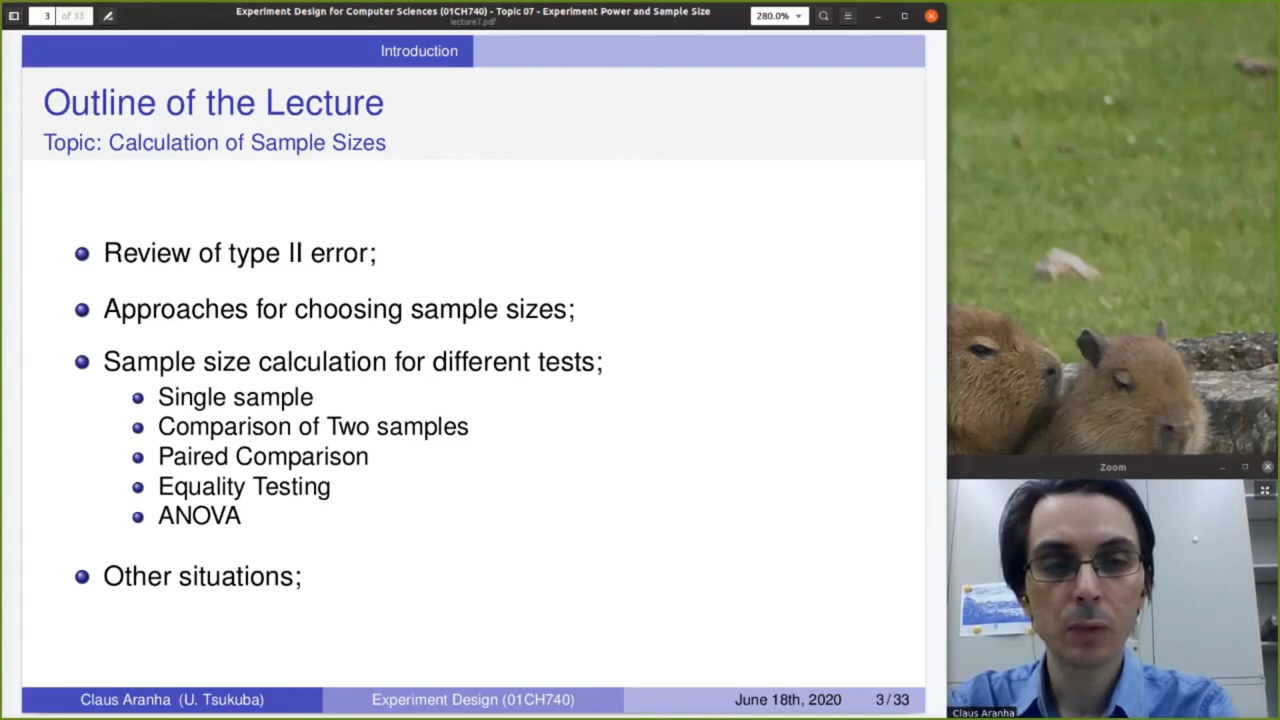 3 of 33
Experiment Design for Computer Sciences (01CH740) - Topic 07 - Experiment Power and Sample Size
lecture7.pdf
280.0%
Introduction
Outline of the Lecture
Topic: Calculation of Sample Sizes
Review of type II error;
Approaches for choosing sample sizes;
Sample size calculation for different tests;
Single sample
Comparison of Two samples
Paired Comparison
Equality Testing
ANOVA
Other situations;
Claus Aranha (U. Tsukuba)
Experiment Design (01CH740)
June 18th, 2020
3 / 33
Zoom
Claus Aranha